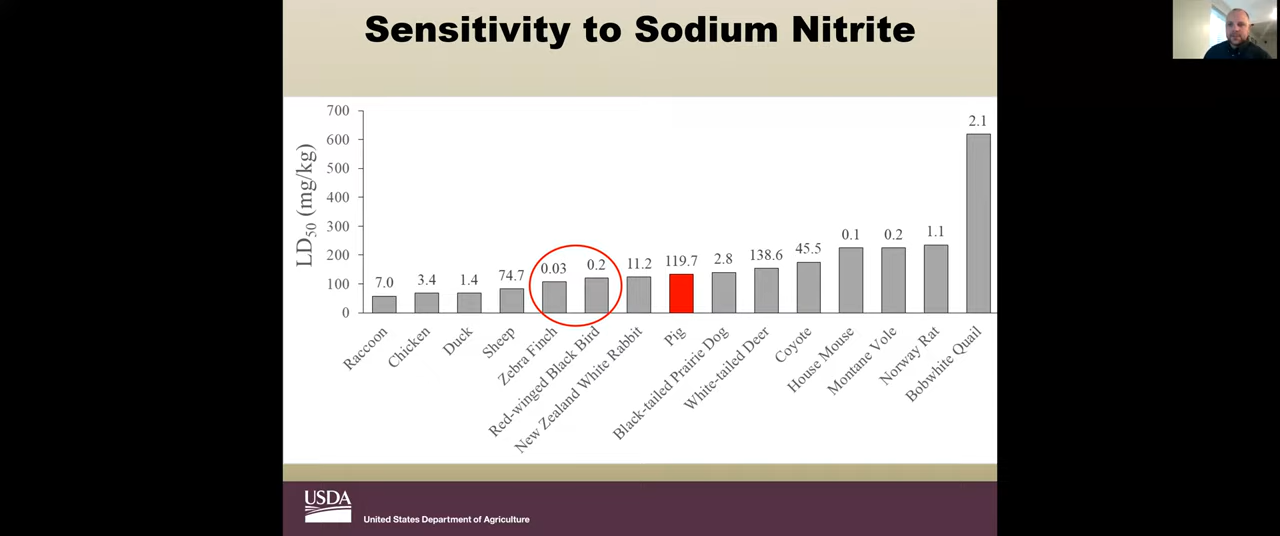 Sensitivity to Sodium Nitrite
LD50 (mg/kg)
700
600
500
400
300
200
100
0
7.0
3.4
1.4
74.7
0.03
0.2
11.2
119.7
2.8
138.6
45.5
0.1
0.2
1.1
2.1
Raccoon
Chicken
Duck
Sheep
Zebra Finch
Red-winged Black Bird
New Zealand White Rabbit
Pig
Black-tailed Prairie Dog
White-tailed Deer
Coyote
House Mouse
Montane Vole
Norway Rat
Bobwhite Quail
USDA
United States Department of Agriculture